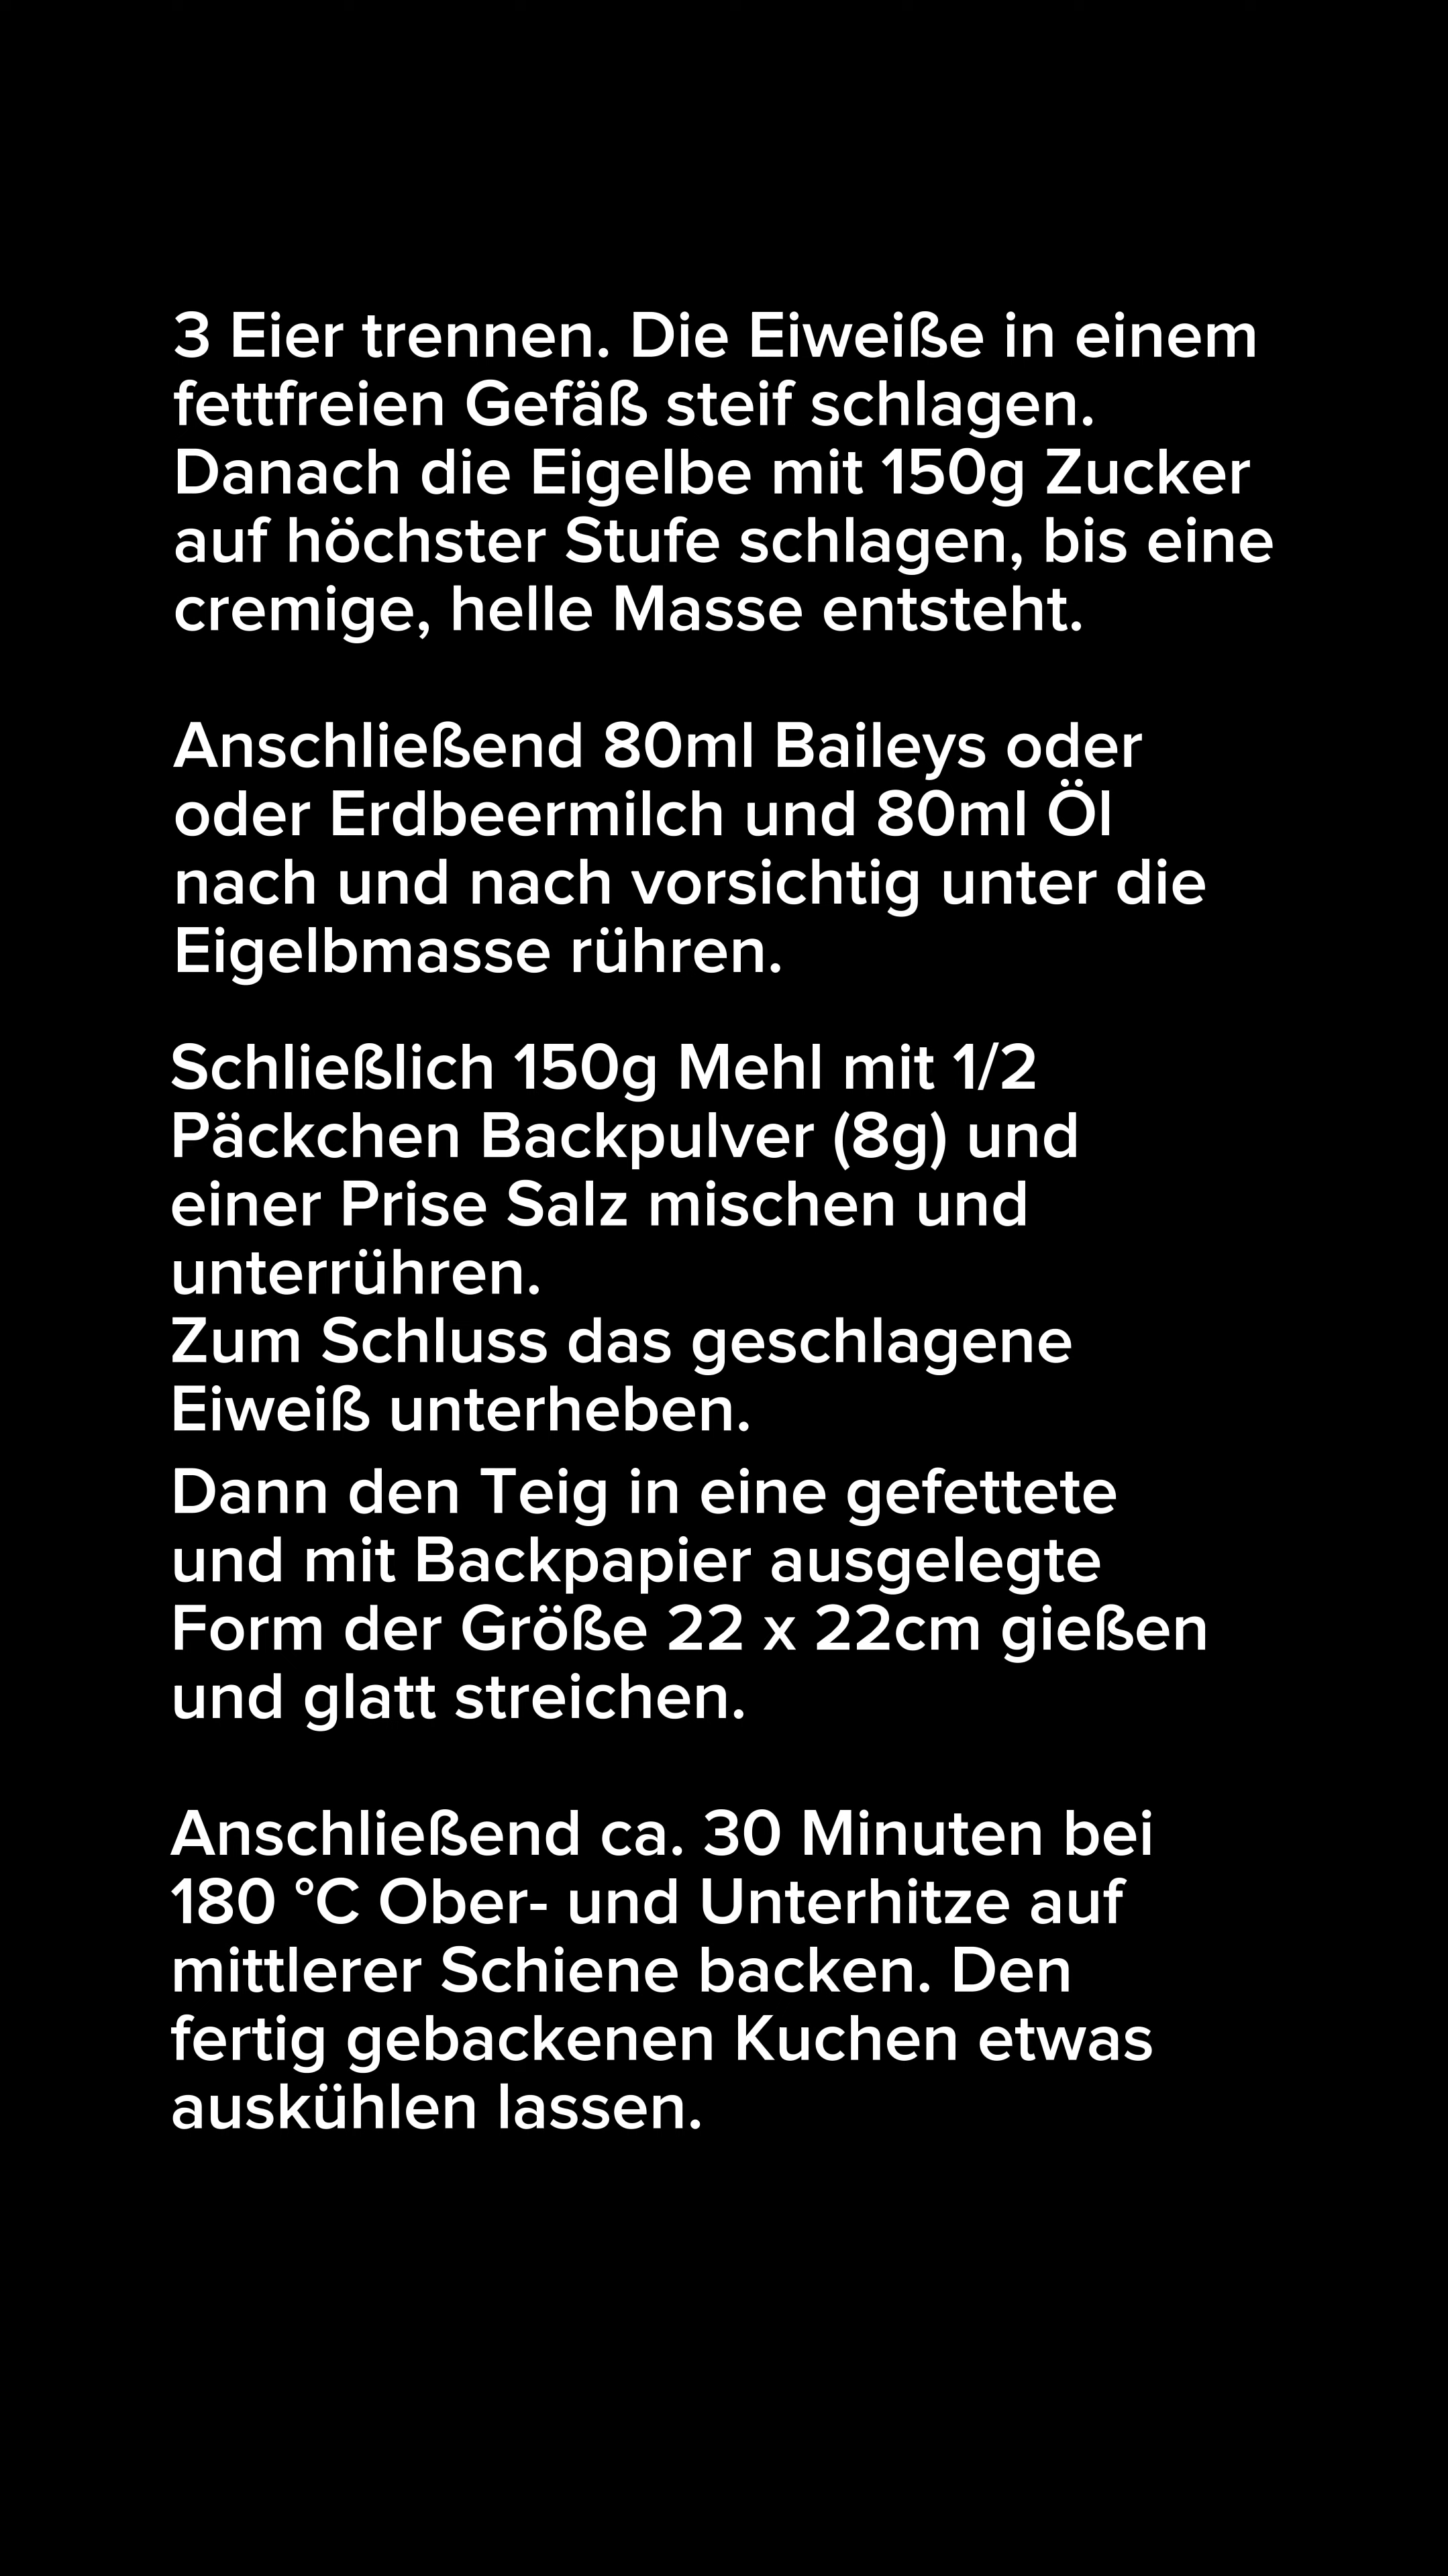 3 Eier trennen. Die Eiweiße in einem
fettfreien Gefäß steif schlagen.
Danach die Eigelbe mit 150g Zucker
auf höchster Stufe schlagen, bis eine
cremige, helle Masse entsteht.
Anschließend 80ml Baileys oder
oder Erdbeermilch und 80ml Öl
nach und nach vorsichtig unter die
Eigelbmasse rühren.
Schließlich 150g Mehl mit 1/2
Päckchen Backpulver (8g) und
einer Prise Salz mischen und
unterrühren.
Zum Schluss das geschlagene
Eiweiß unterheben.
Dann den Teig in eine gefettete
und mit Backpapier ausgelegte
Form der Größe 22 x 22cm gießen
und glatt streichen.
Anschließend ca. 30 Minuten bei
180 °C Ober- und Unterhitze auf
mittlerer Schiene backen. Den
fertig gebackenen Kuchen etwas
auskühlen lassen.